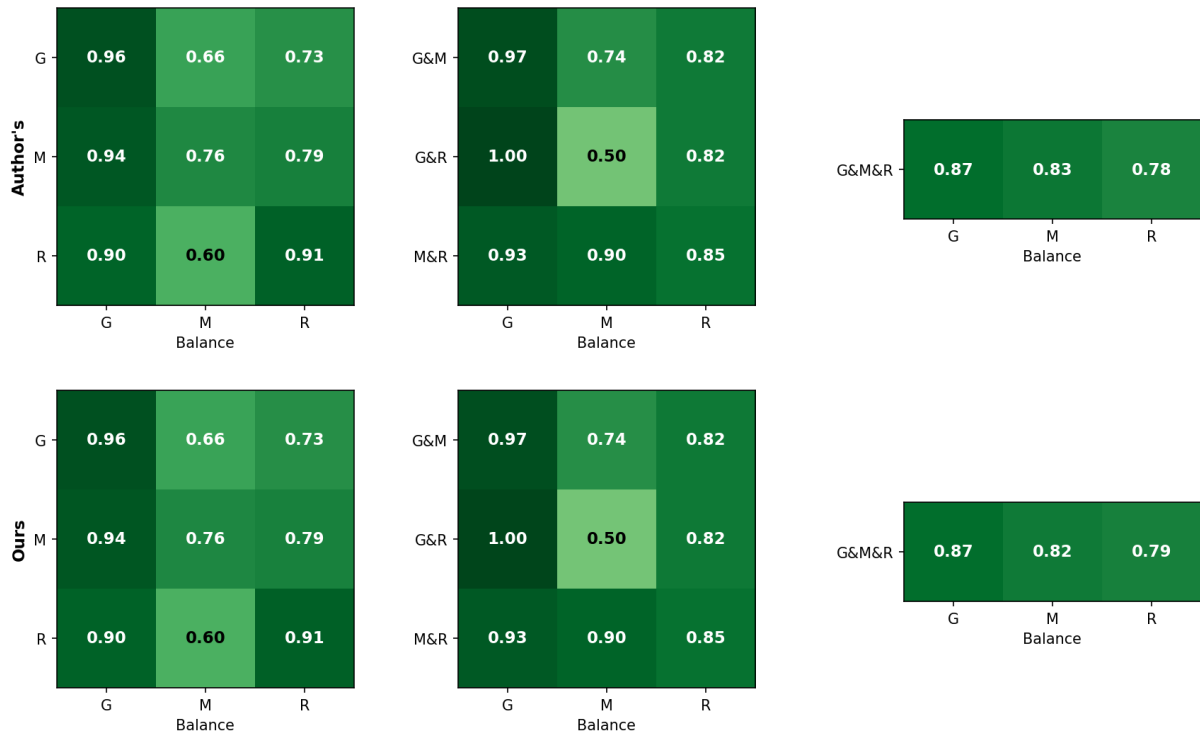 Author's
G 0.96 0.66 0.73
M 0.94 0.76 0.79
R 0.90 0.60 0.91
G M R
Balance
G&M 0.97 0.74 0.82
G&R 1.00 0.50 0.82
M&R 0.93 0.90 0.85
G M R
Balance
G&M&R 0.87 0.83 0.78
G M R
Balance
Ours
G 0.96 0.66 0.73
M 0.94 0.76 0.79
R 0.90 0.60 0.91
G M R
Balance
G&M 0.97 0.74 0.82
G&R 1.00 0.50 0.82
M&R 0.93 0.90 0.85
G M R
Balance
G&M&R 0.87 0.82 0.79
G M R
Balance